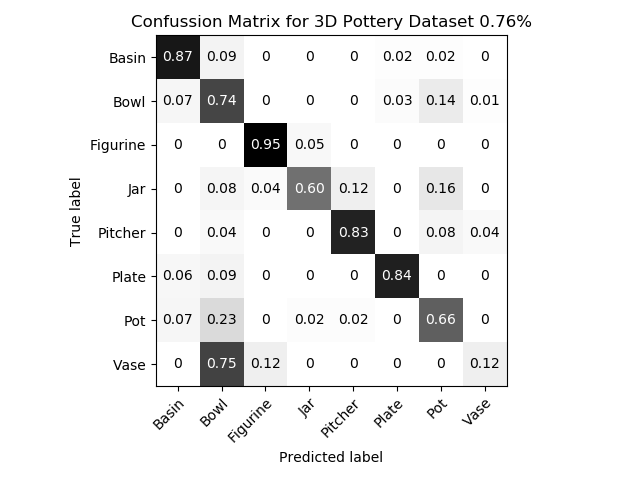 Confussion Matrix for 3D Pottery Dataset 0.76%
Basin 0.87 0.09 0 0 0 0.02 0.02 0
Bowl 0.07 0.74 0 0 0 0.03 0.14 0.01
Figurine 0 0 0.95 0.05 0 0 0 0
Jar 0 0.08 0.04 0.60 0.12 0 0.16 0
Pitcher 0 0.04 0 0 0.83 0 0.08 0.04
Plate 0.06 0.09 0 0 0 0.84 0 0
Pot 0.07 0.23 0 0.02 0.02 0 0.66 0
Vase 0 0.75 0.12 0 0 0 0 0.12
True label
Basin Bowl Figurine Jar Pitcher Plate Pot Vase
Predicted label